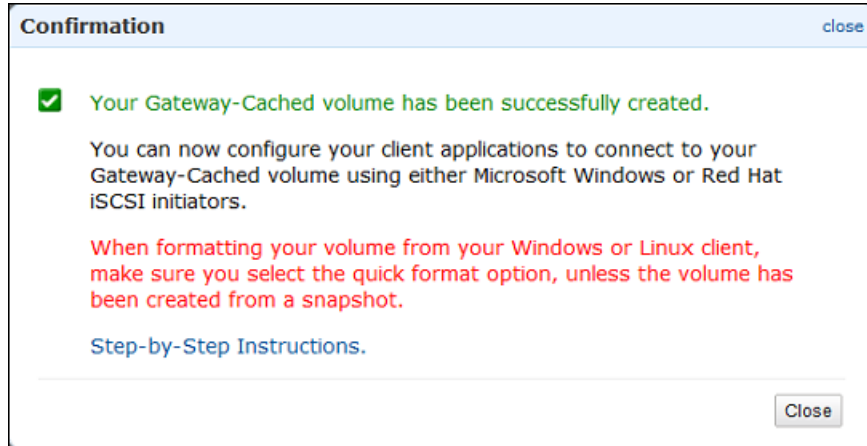 Confirmation
close
Your Gateway-Cached volume has been successfully created.
You can now configure your client applications to connect to your
Gateway-Cached volume using either Microsoft Windows or Red Hat
iSCSI initiators.
When formatting your volume from your Windows or Linux client,
make sure you select the quick format option, unless the volume has
been created from a snapshot.
Step-by-Step Instructions.
Close